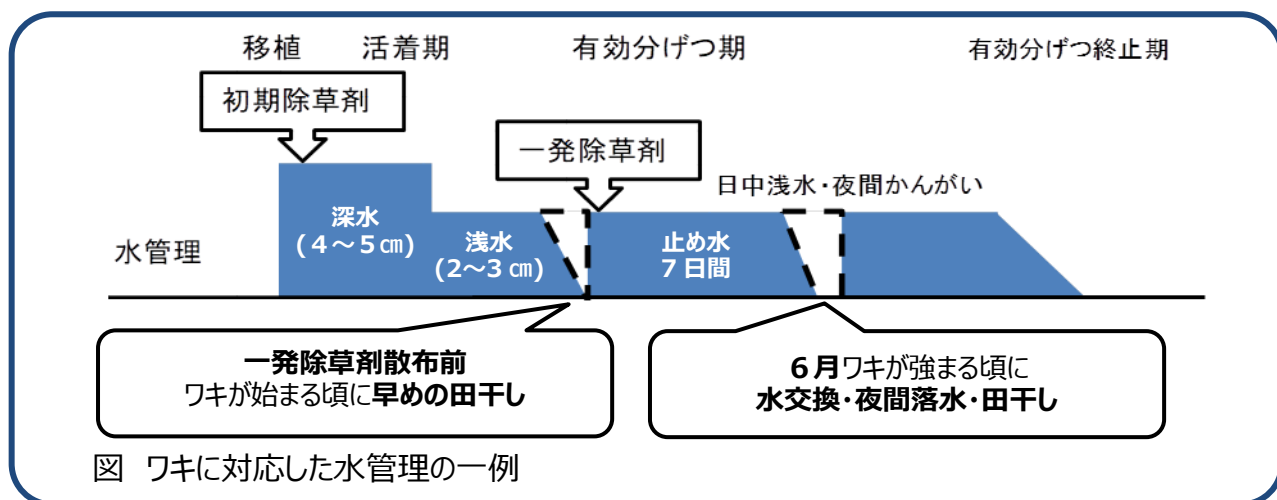 移植 活着期 有効分げつ期 有効分げつ終止期
初期除草剤
一発除草剤
日中浅水・夜間かんがい
水管理
深水
(4～5㎝)
浅水
(2～3㎝)
止め水
7日間
一発除草剤散布前
ワキが始まる頃に早めの田干し
6月ワキが強まる頃に
水交換・夜間落水・田干し
図 ワキに対応した水管理の一例